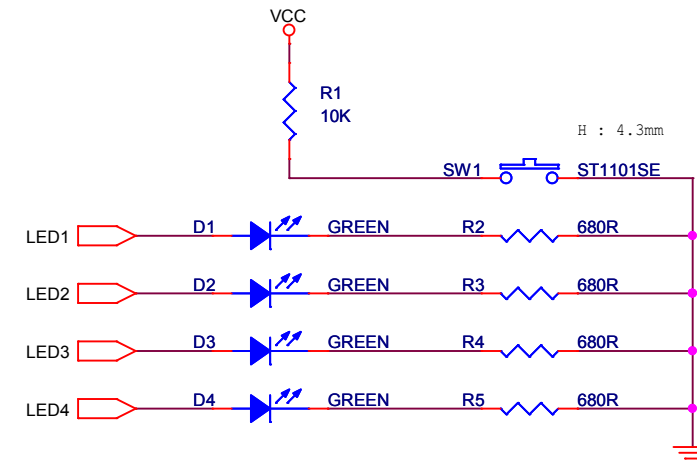 VCC
R1
10K
H : 4.3mm
SW1 ST1101SE
LED1 D1 GREEN R2 680R
LED2 D2 GREEN R3 680R
LED3 D3 GREEN R4 680R
LED4 D4 GREEN R5 680R